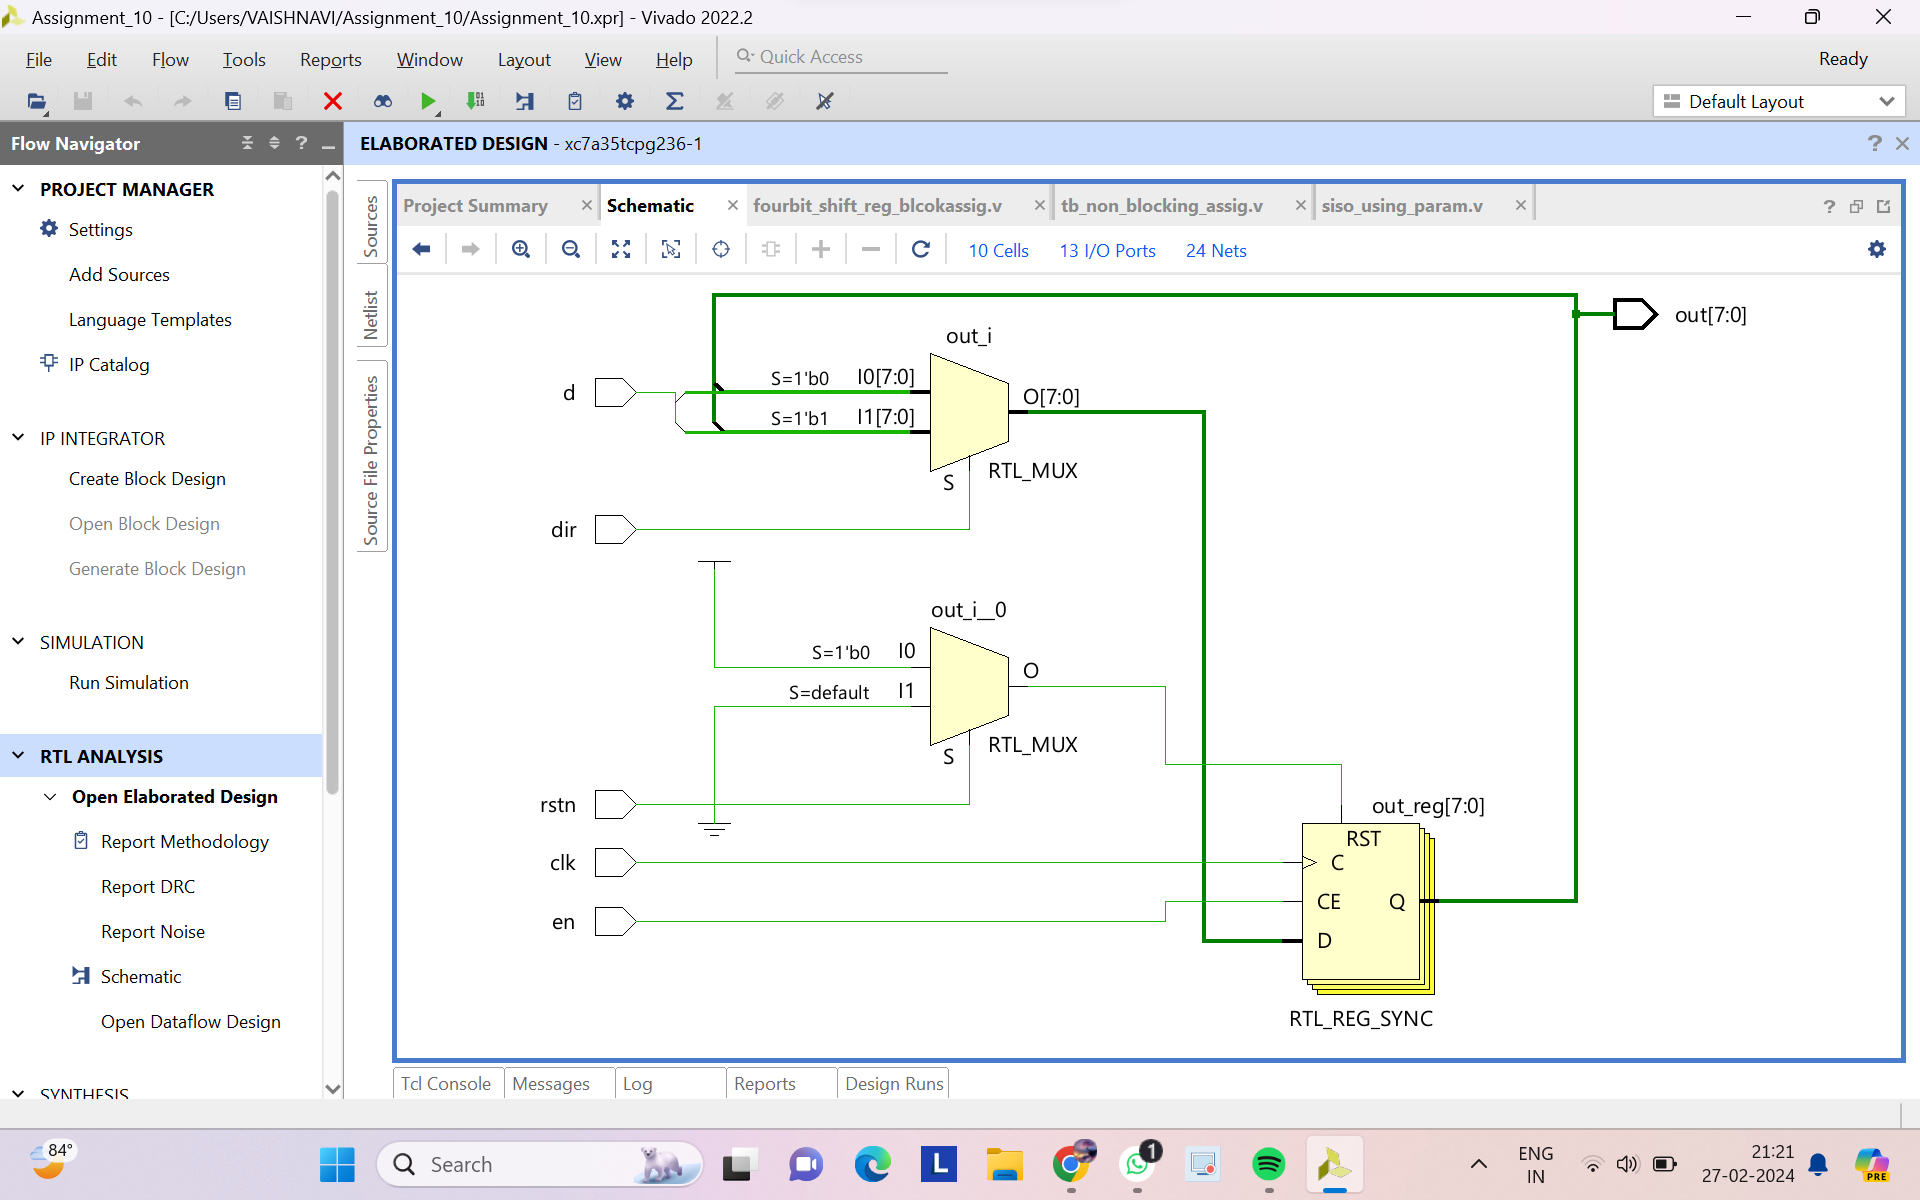 Assignment_10 - [C:/Users/VAISHNAVI/Assignment_10/Assignment_10.xpr] - Vivado 2022.2
File Edit Flow Tools Reports Window Layout View Help Quick Access Ready
Default Layout
Flow Navigator ? ELABORATED DESIGN - xc7a35tcpg236-1 ?
PROJECT MANAGER
Settings
Add Sources
Language Templates
IP Catalog
IP INTEGRATOR
Create Block Design
Open Block Design
Generate Block Design
SIMULATION
Run Simulation
RTL ANALYSIS
Open Elaborated Design
Report Methodology
Report DRC
Report Noise
Schematic
Open Dataflow Design
SYNTHESIS
Sources
Netlist
Source File Properties
Project Summary Schematic fourbit_shift_reg_blcokassig.v tb_non_blocking_assig.v siso_using_param.v ?
10 Cells 13 I/O Ports 24 Nets
out[7:0]
out_i
S=1'b0 I0[7:0]
d
O[7:0]
S=1'b1 I1[7:0]
RTL_MUX
S
dir
out_i__0
S=1'b0 I0
O
S=default I1
RTL_MUX
S
rstn
out_reg[7:0]
RST
clk
C
CE Q
en
D
RTL_REG_SYNC
Tcl Console Messages Log Reports Design Runs
84°
Search
L
1
ENG
IN
21:21
27-02-2024
PRE